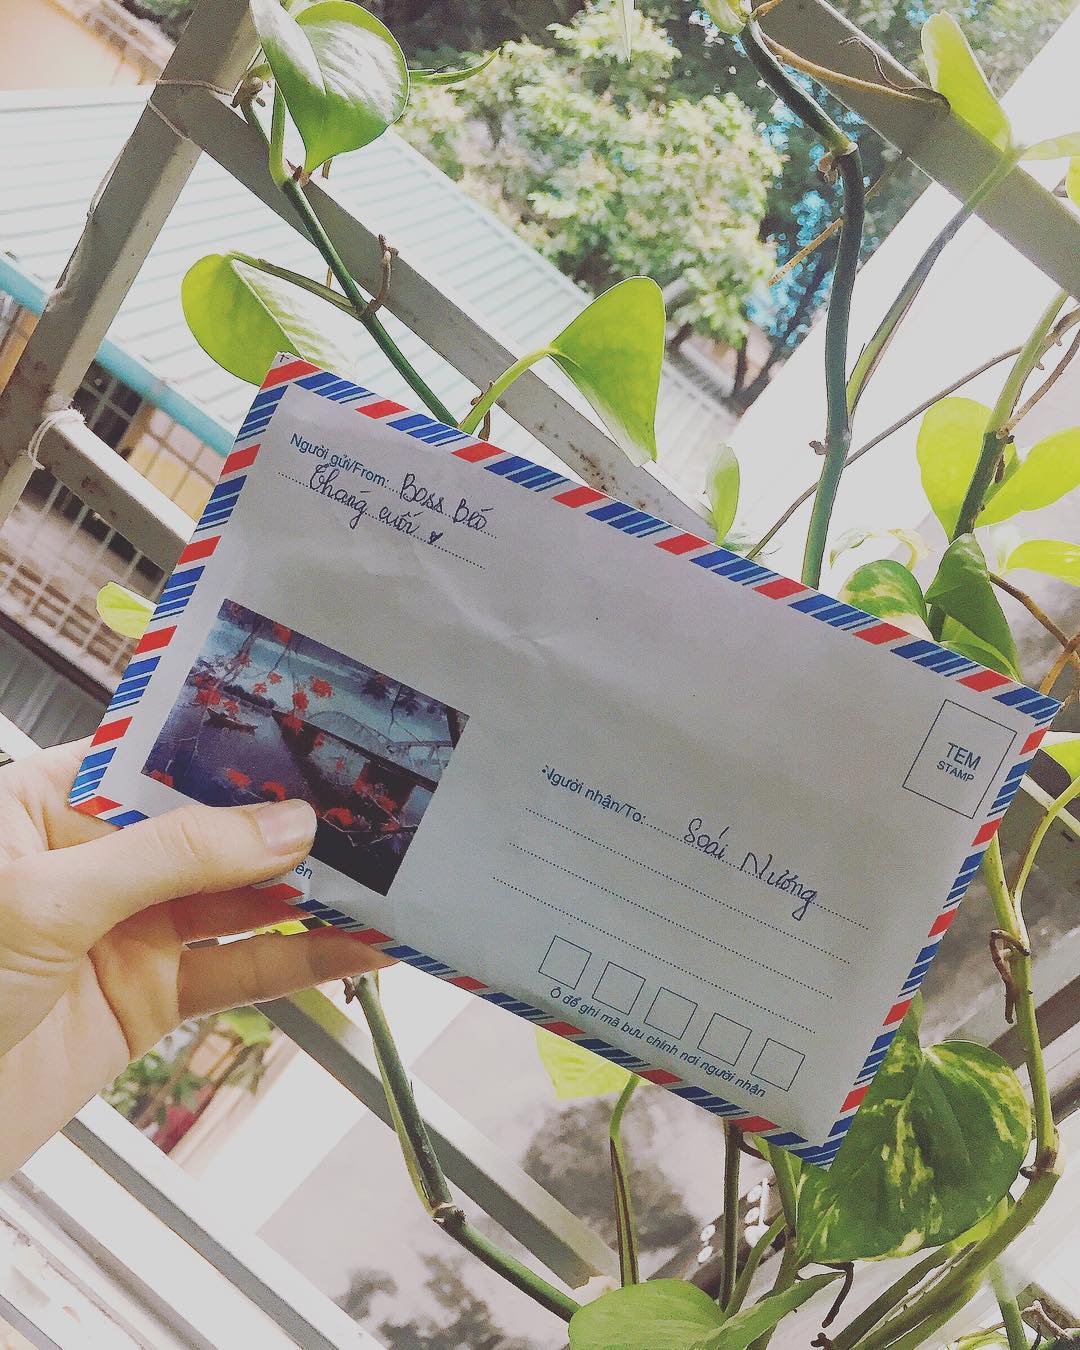 Người gửi/From: Boss Béo
Tháng cuối
TEM
STAMP
Người nhận/To: Soái Nương
ền
Ô để ghi mã bưu chính nơi người nhận